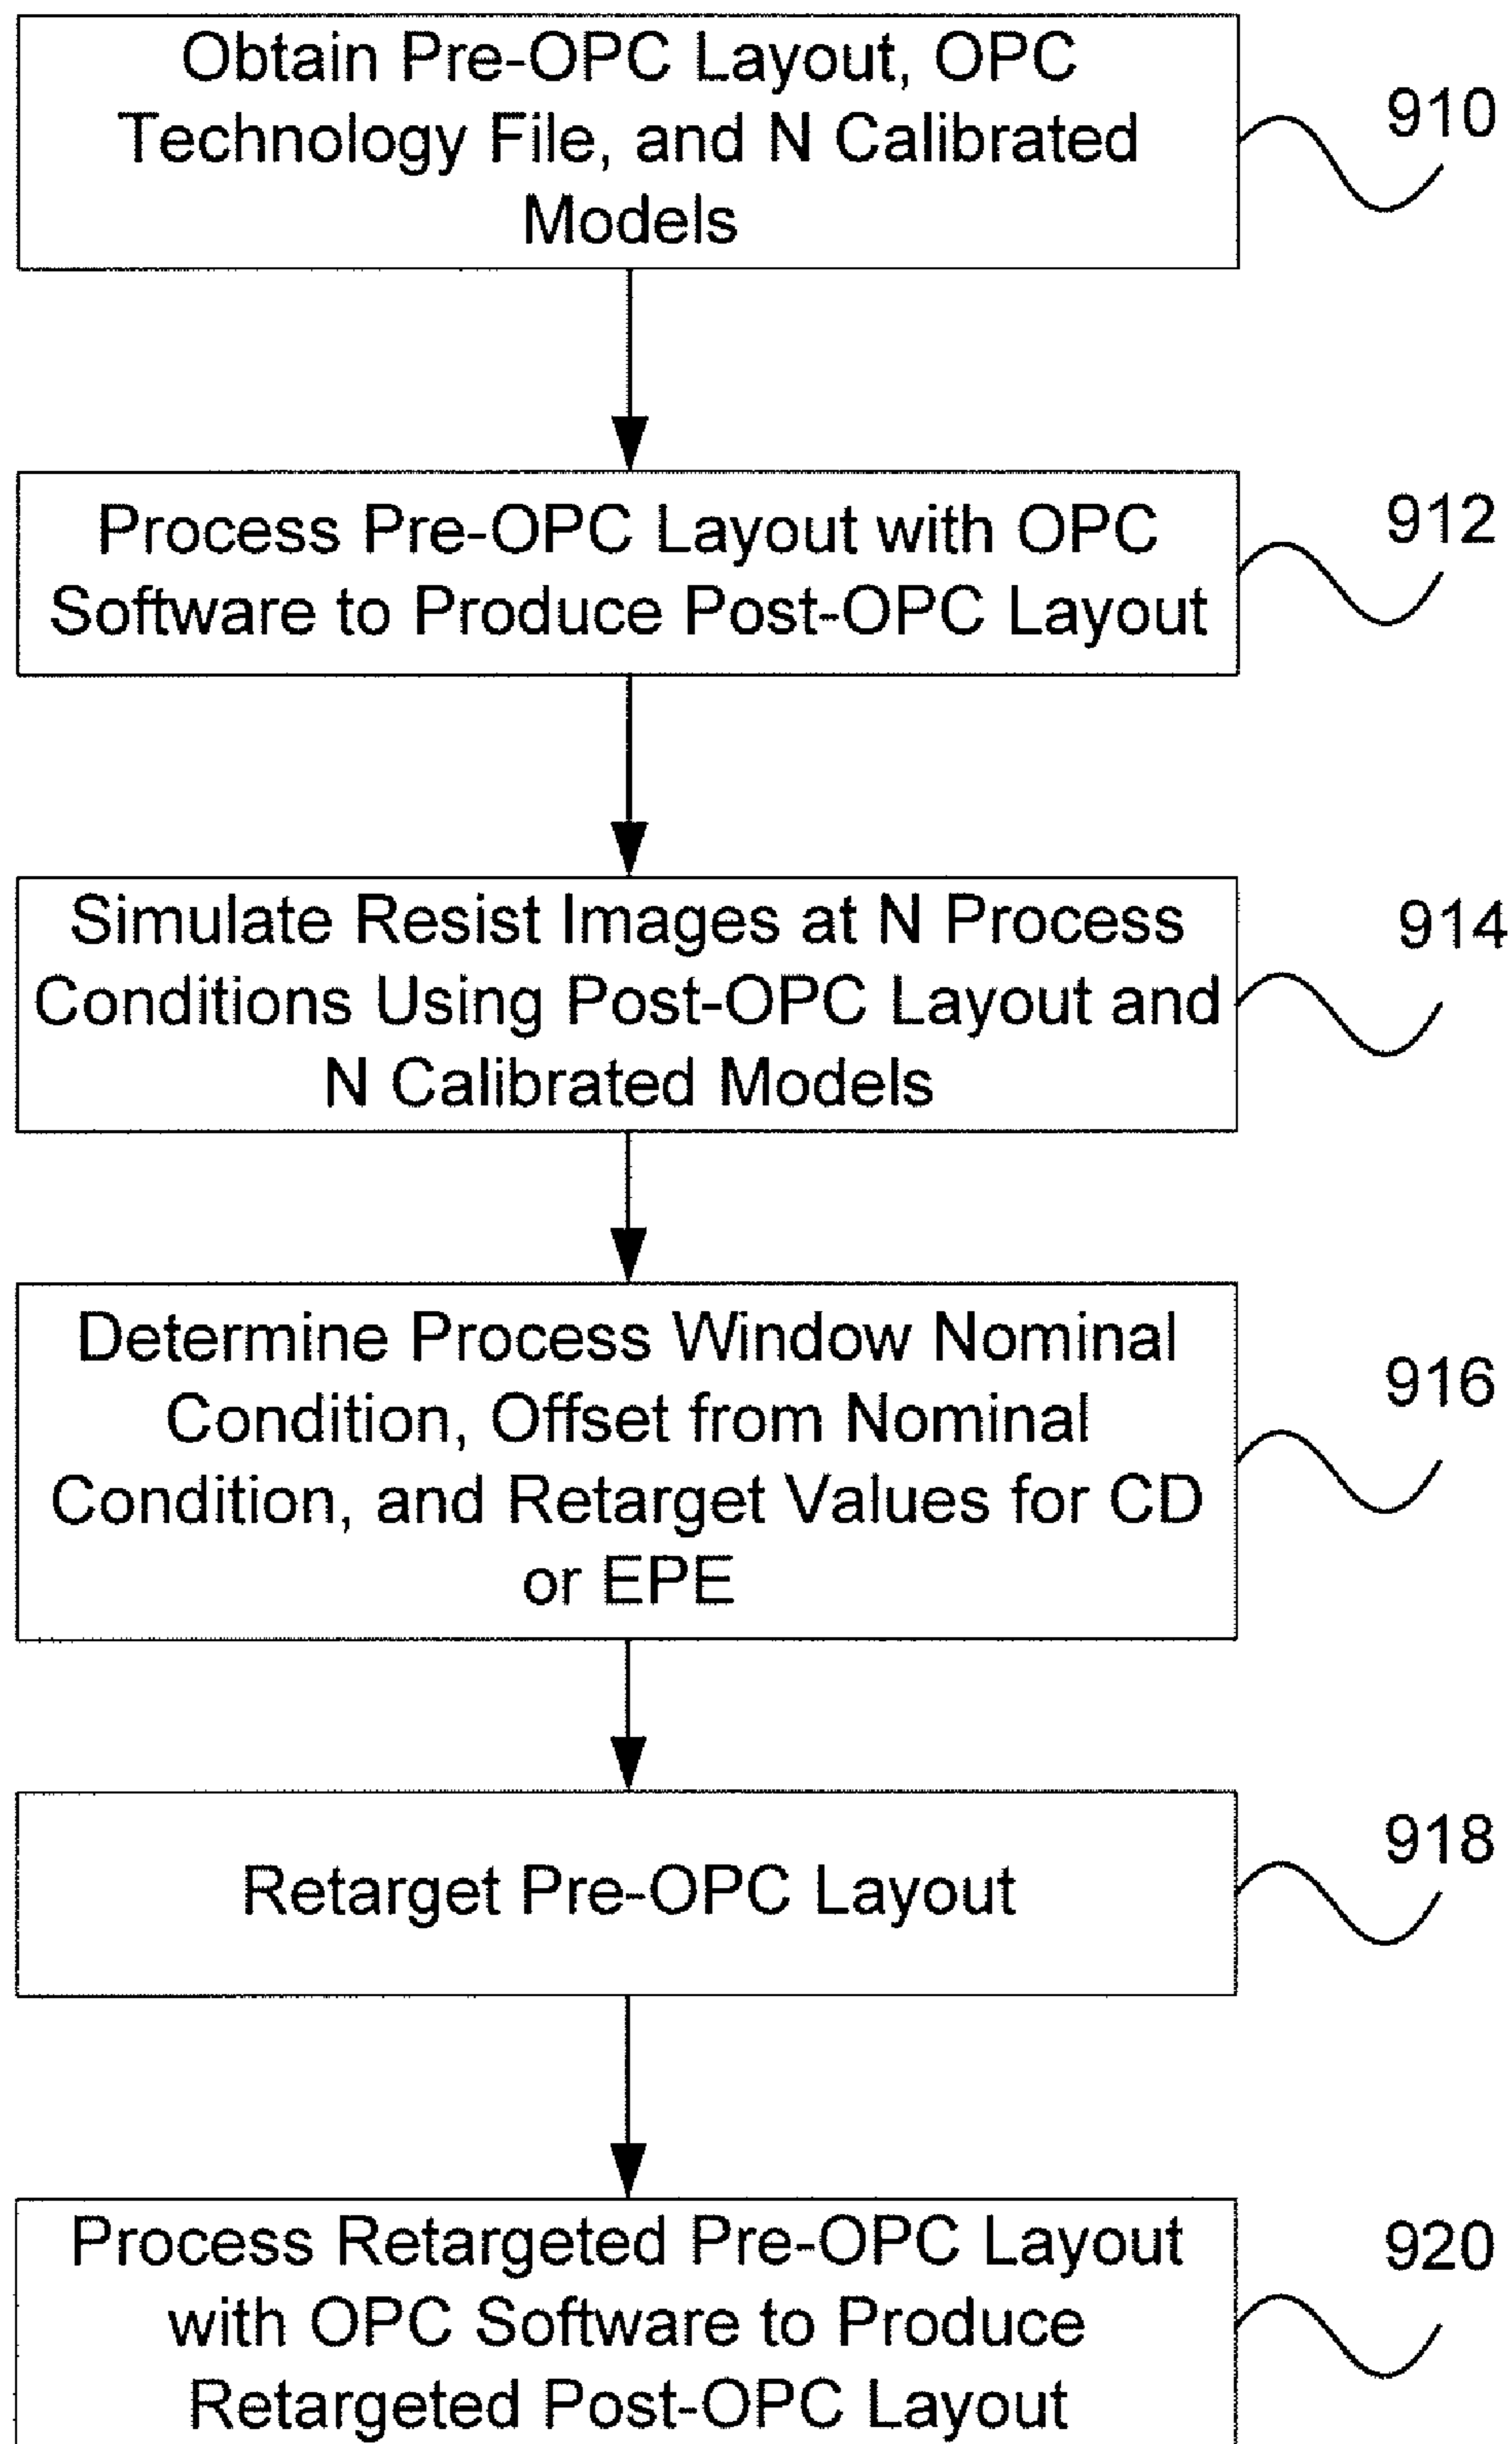 Obtain Pre-OPC Layout, OPC
Technology File, and N Calibrated
Models
910
Process Pre-OPC Layout with OPC
Software to Produce Post-OPC Layout
912
Simulate Resist Images at N Process
Conditions Using Post-OPC Layout and
N Calibrated Models
914
Determine Process Window Nominal
Condition, Offset from Nominal
Condition, and Retarget Values for CD
or EPE
916
Retarget Pre-OPC Layout
918
Process Retargeted Pre-OPC Layout
with OPC Software to Produce
Retargeted Post-OPC Layout
920